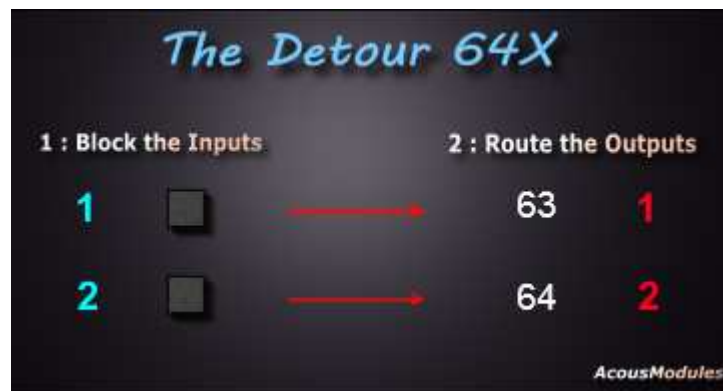 The Detour 64X
1 : Block the Inputs 2 : Route the Outputs
1 63 1
2 64 2
AcousModules